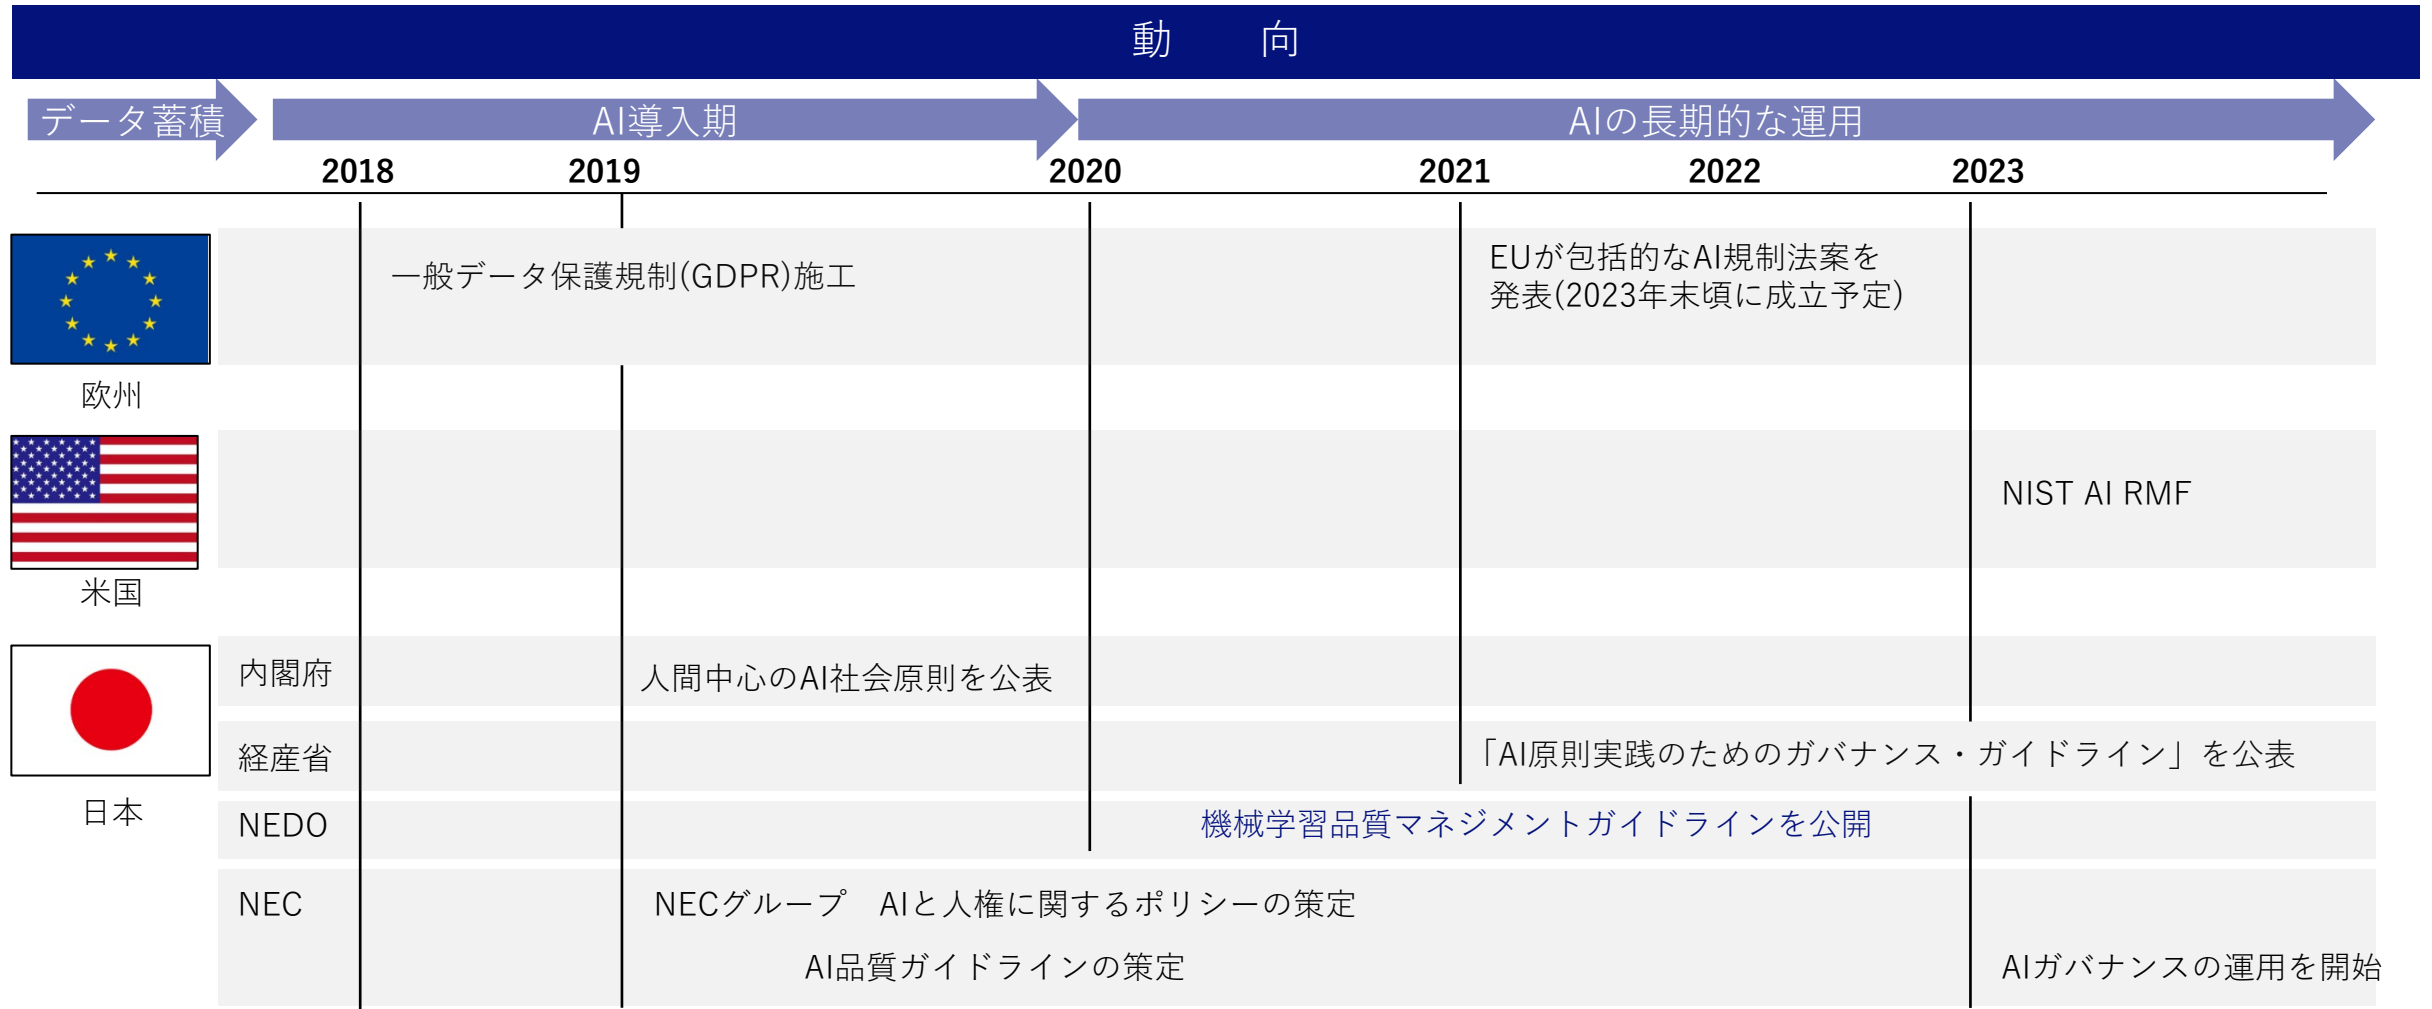 動　向
データ蓄積
AI導入期
AIの長期的な運用
2018
2019
2020
2021
2022
2023
欧州
一般データ保護規制(GDPR)施工
EUが包括的なAI規制法案を
発表(2023年末頃に成立予定)
米国
NIST AI RMF
日本
内閣府
人間中心のAI社会原則を公表
経産省
「AI原則実践のためのガバナンス・ガイドライン」を公表
NEDO
機械学習品質マネジメントガイドラインを公開
NEC
NECグループ　AIと人権に関するポリシーの策定
AI品質ガイドラインの策定
AIガバナンスの運用を開始